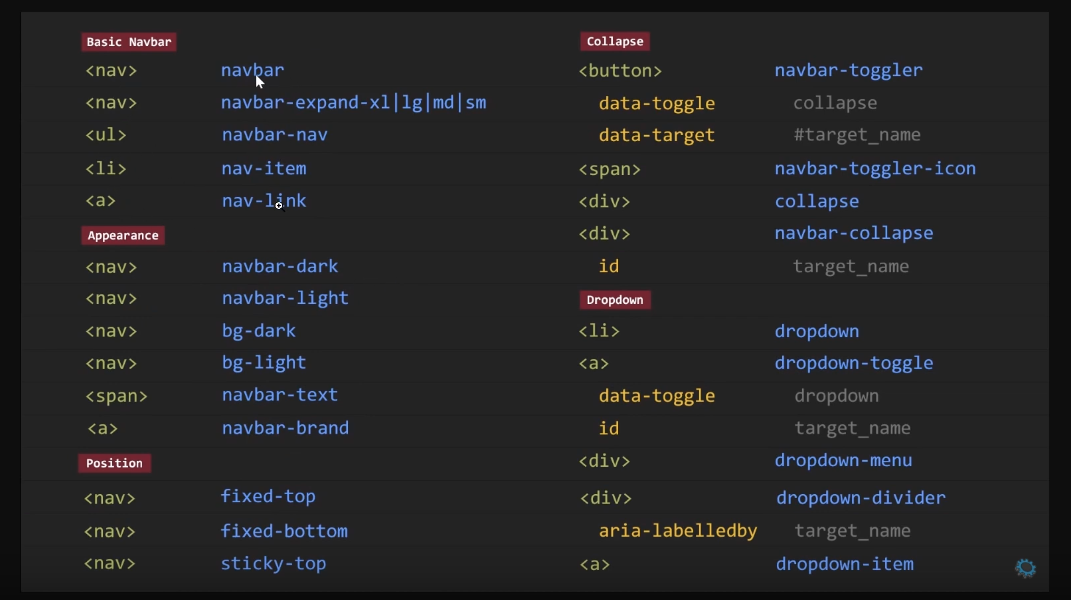 Basic Navbar
<nav> navbar
<nav> navbar-expand-xl|lg|md|sm
<ul> navbar-nav
<li> nav-item
<a> nav-link
Appearance
<nav> navbar-dark
<nav> navbar-light
<nav> bg-dark
<nav> bg-light
<span> navbar-text
<a> navbar-brand
Position
<nav> fixed-top
<nav> fixed-bottom
<nav> sticky-top
Collapse
<button> navbar-toggler
data-toggle collapse
data-target #target_name
<span> navbar-toggler-icon
<div> collapse
<div> navbar-collapse
id target_name
Dropdown
<li> dropdown
<a> dropdown-toggle
data-toggle dropdown
id target_name
<div> dropdown-menu
<div> dropdown-divider
aria-labelledby target_name
<a> dropdown-item